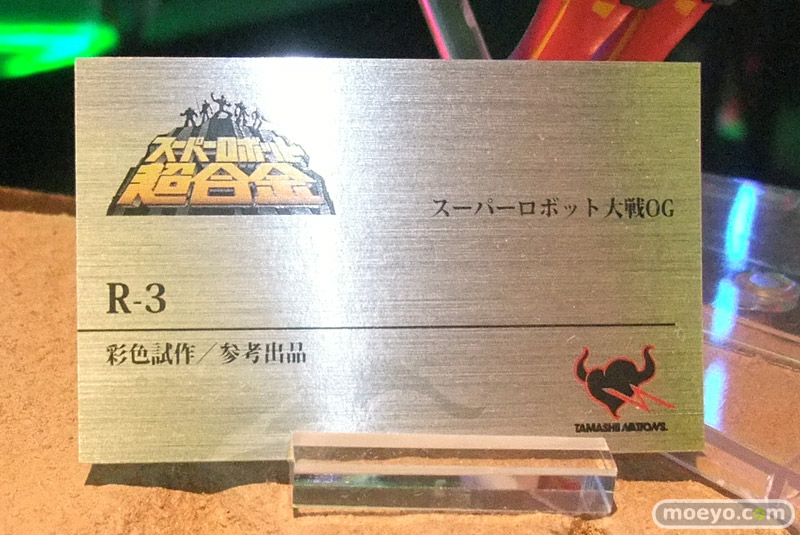 スーパーロボット
超合金
スーパーロボット大戦OG
R-3
彩色試作／参考出品
TAMASHII NATIONS.
moeyo.com